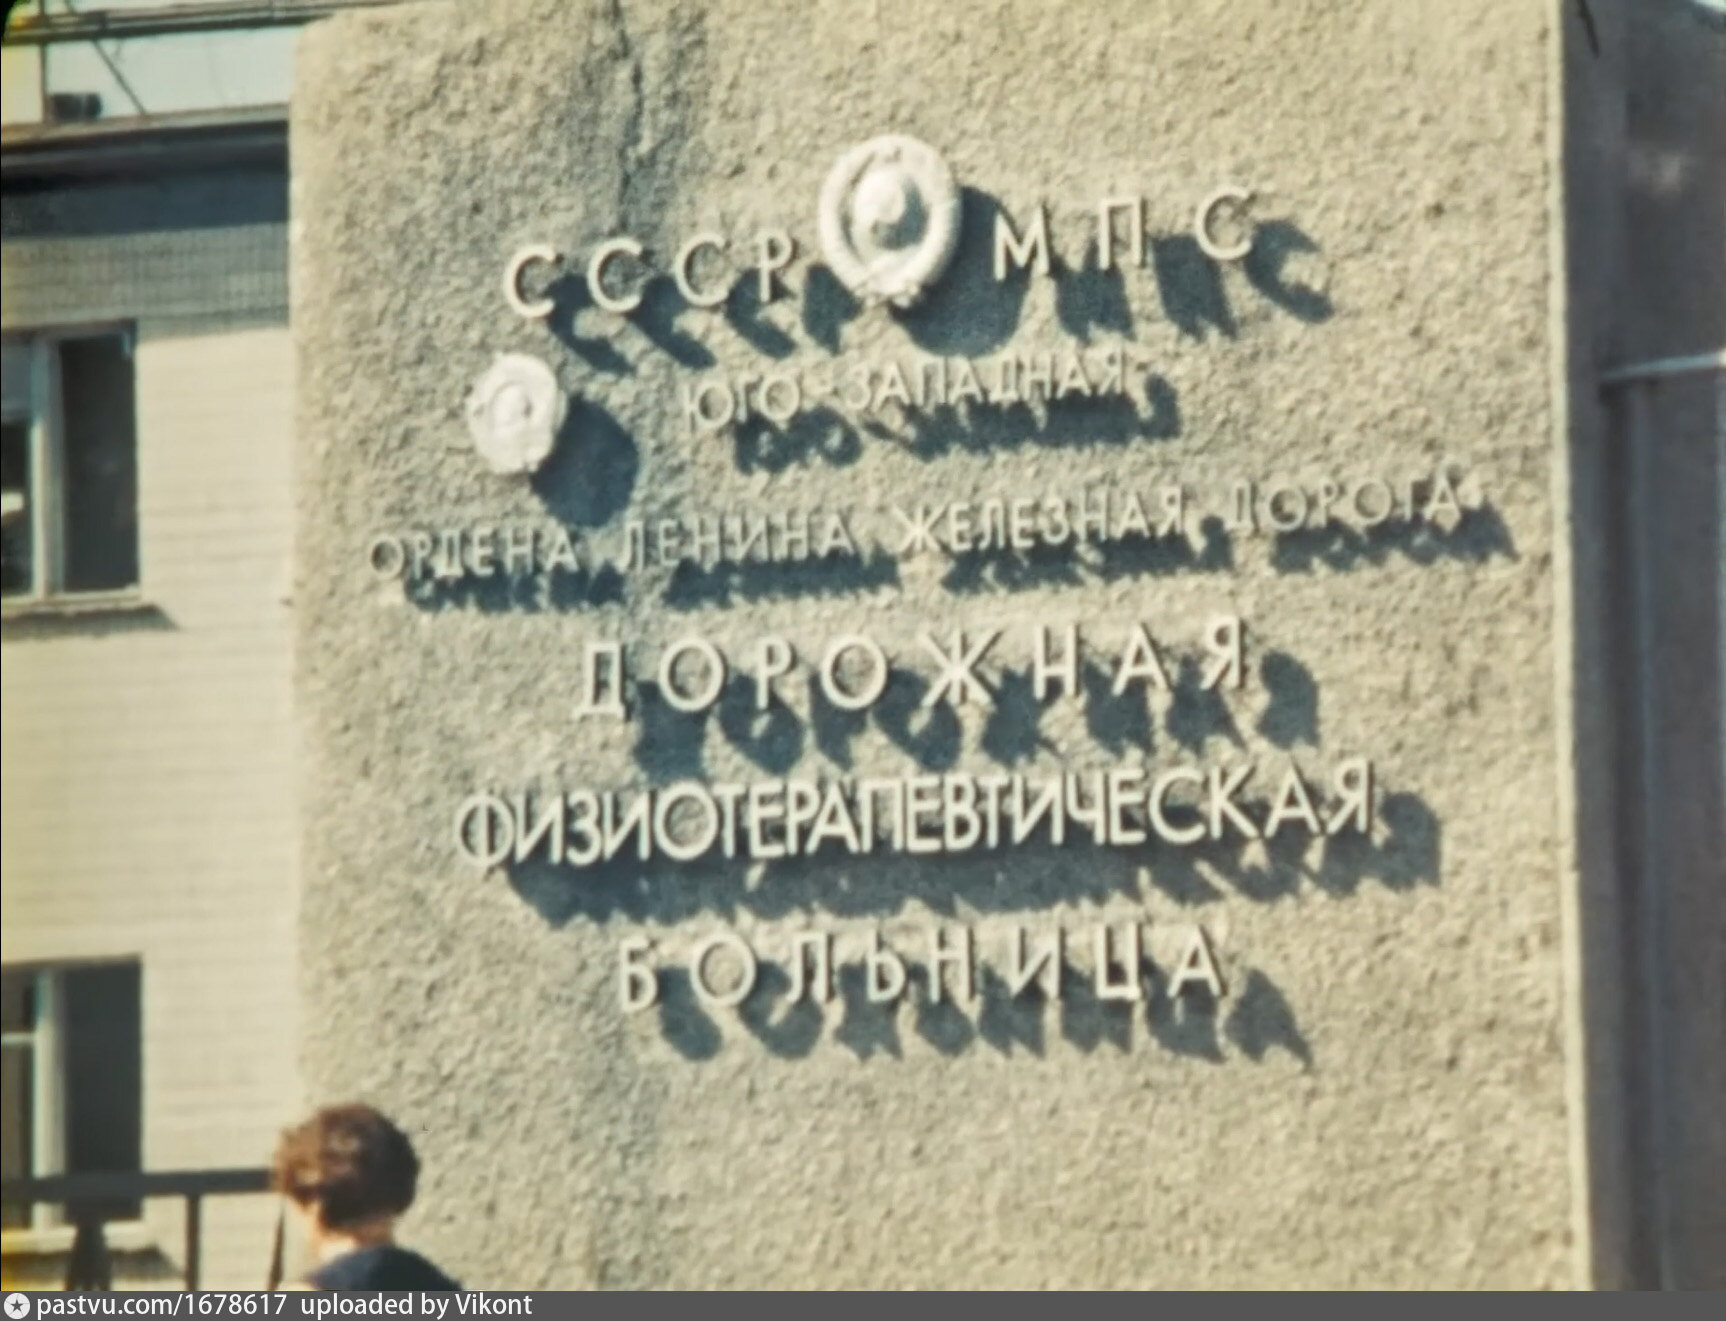 СССР МПС
ЮГО-ЗАПАДНАЯ
ОРДЕНА ЛЕНИНА ЖЕЛЕЗНАЯ ДОРОГА
ДОРОЖНАЯ
ФИЗИОТЕРАПЕВТИЧЕСКАЯ
БОЛЬНИЦА
pastvu.com/1678617 uploaded by Vikont